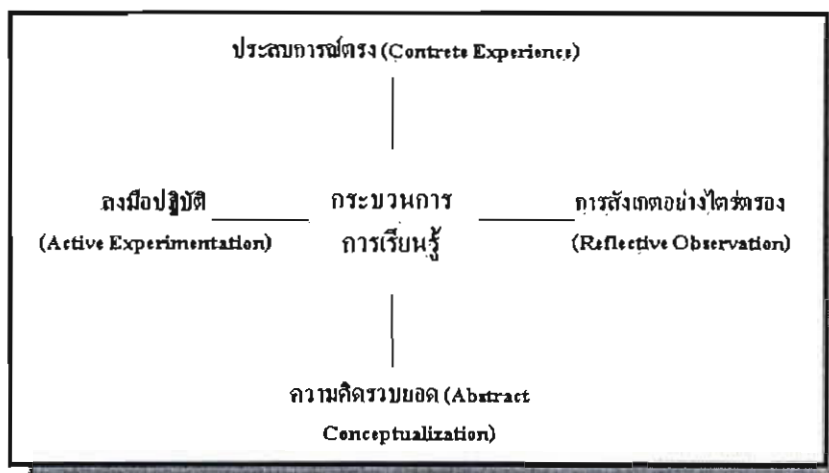 ประสบการณ์ตรง (Contrete Experience)
ลงมือปฏิบัติ
(Active Experimentation)
กระบวนการ
การเรียนรู้
การสังเกตอย่างไตร่ตรอง
(Reflective Observation)
ความคิดรวบยอด (Abstract
Conceptualization)